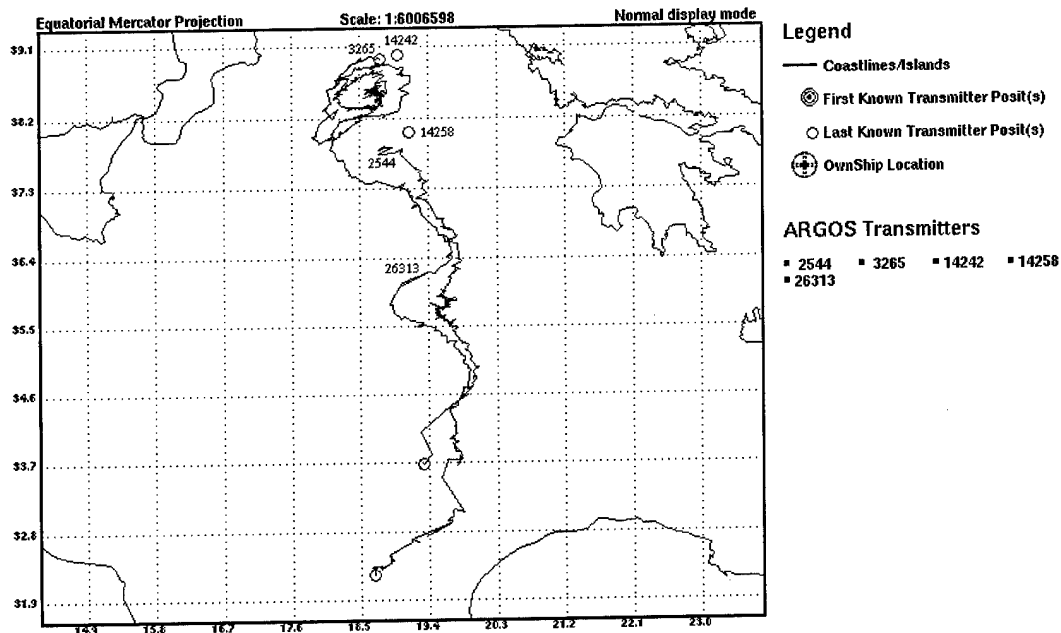 Equatorial Mercator Projection Scale: 1:6006598 Normal display mode
39.1
38.2
37.3
36.4
35.5
34.6
33.7
32.8
31.9
14.3 15.8 16.7 17.6 18.5 19.4 20.3 21.2 22.1 23.0
3265
14242
14258
2544
26313
Legend
Coastlines/Islands
First Known Transmitter Posit(s)
Last Known Transmitter Posit(s)
OwnShip Location
ARGOS Transmitters
2544 3265 14242 14258
26313